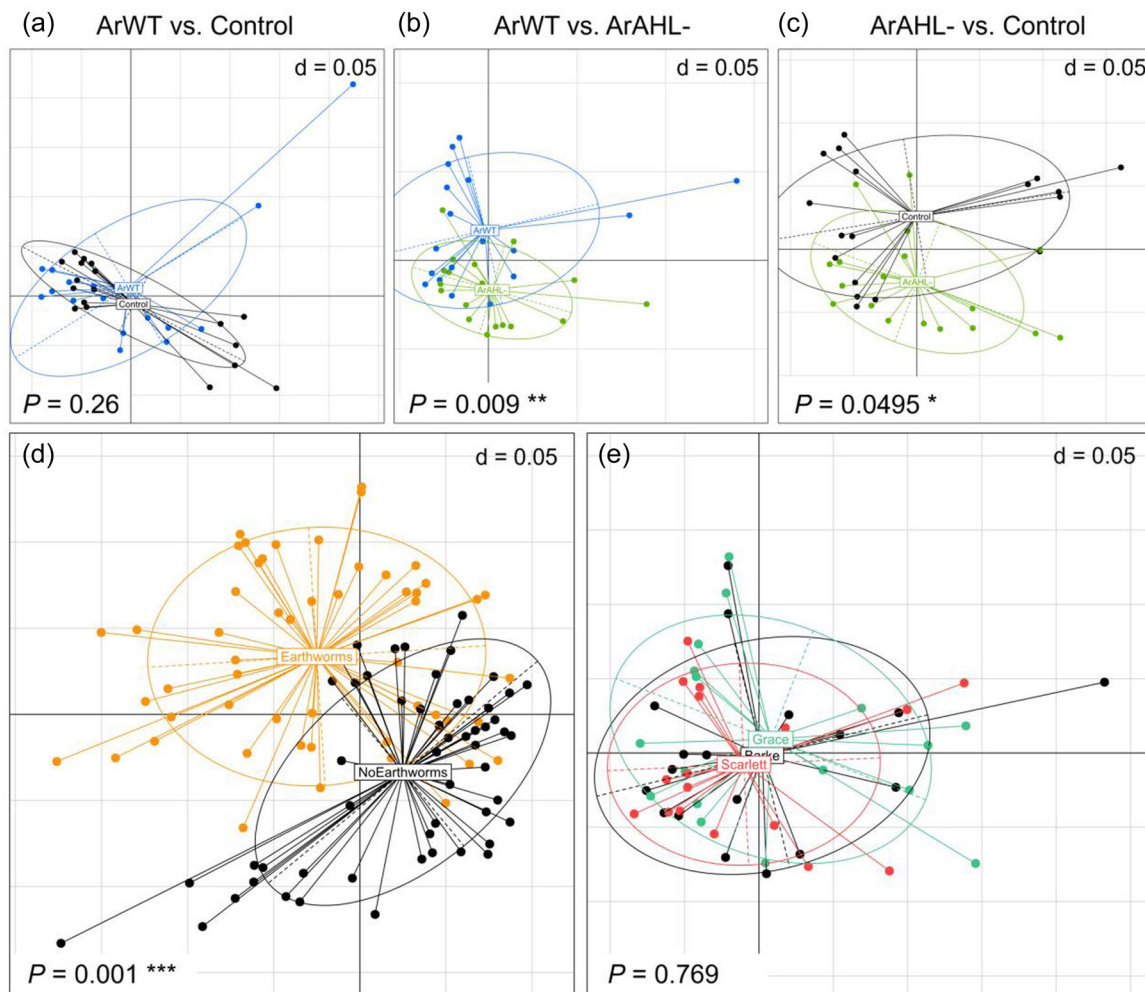 (a) ArWT vs. Control
(b) ArWT vs. ArAHL-
(c) ArAHL- vs. Control
d = 0.05
d = 0.05
d = 0.05
ArWT
Control
ArWT
ArAHL-
Control
ArAHL-
P = 0.26
P = 0.009 **
P = 0.0495 *
(d)
d = 0.05
(e)
d = 0.05
Earthworms
NoEarthworms
Grace
Scarlett
P = 0.001 ***
P = 0.769